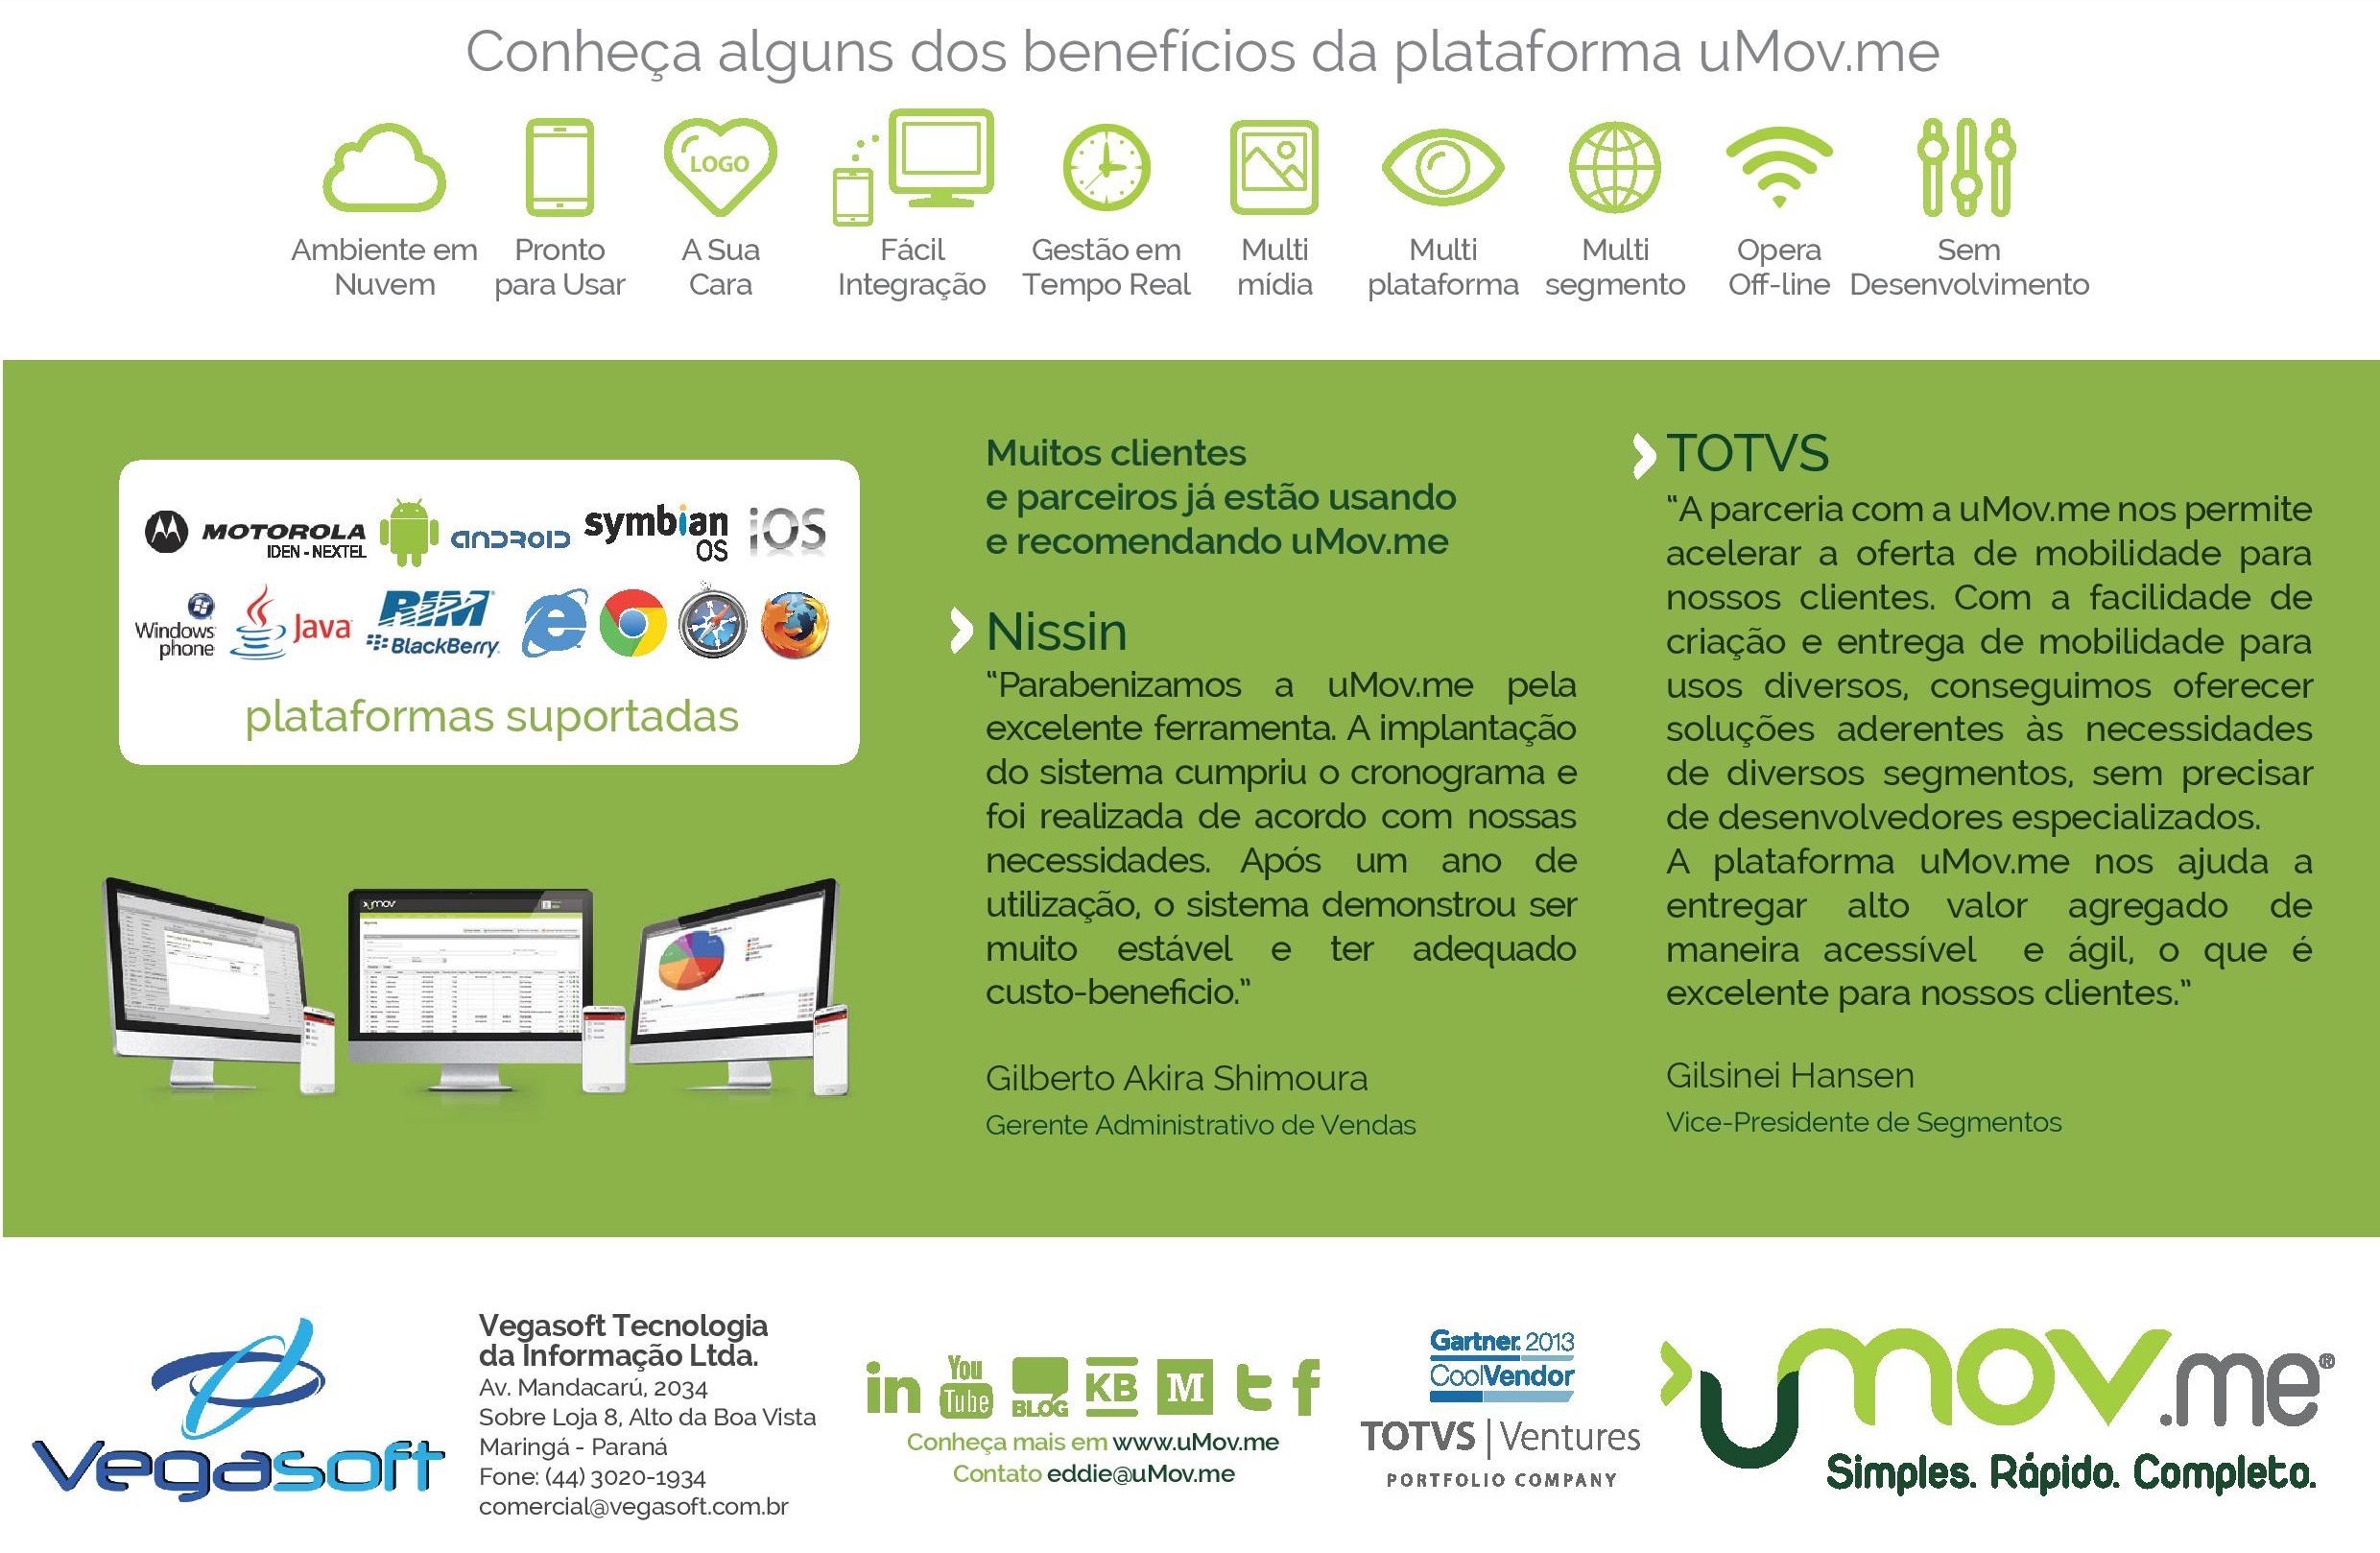 Conheça alguns dos benefícios da plataforma uMov.me
LOGO
Ambiente em
Nuvem
Pronto
para Usar
A Sua
Cara
Fácil
Integração
Gestão em
Tempo Real
Multi
mídia
Multi
plataforma
Multi
segmento
Opera
Off-line
Sem
Desenvolvimento
MOTOROLA
IDEN - NEXTEL
ANDROID
symbian
OS
iOS
Windows
phone
Java
RIM
BlackBerry.
plataformas suportadas
umov
Muitos clientes
e parceiros já estão usando
e recomendando uMov.me
Nissin
“Parabenizamos a uMov.me pela
excelente ferramenta. A implantação
do sistema cumpriu o cronograma e
foi realizada de acordo com nossas
necessidades. Após um ano de
utilização, o sistema demonstrou ser
muito estável e ter adequado
custo-beneficio.”
Gilberto Akira Shimoura
Gerente Administrativo de Vendas
TOTVS
“A parceria com a uMov.me nos permite
acelerar a oferta de mobilidade para
nossos clientes. Com a facilidade de
criação e entrega de mobilidade para
usos diversos, conseguimos oferecer
soluções aderentes às necessidades
de diversos segmentos, sem precisar
de desenvolvedores especializados.
A plataforma uMov.me nos ajuda a
entregar alto valor agregado de
maneira acessível e ágil, o que é
excelente para nossos clientes.”
Gilsinei Hansen
Vice-Presidente de Segmentos
Vegasoft
Vegasoft Tecnologia
da Informação Ltda.
Av. Mandacarú, 2034
Sobre Loja 8, Alto da Boa Vista
Maringá - Paraná
Fone: (44) 3020-1934
comercial@vegasoft.com.br
in
You
Tube
BLOG
KB
M
t
f
Conheça mais em www.uMov.me
Contato eddie@uMov.me
Gartner. 2013
CoolVendor
TOTVS | Ventures
PORTFOLIO COMPANY
umov.me®
Simples. Rápido. Completo.